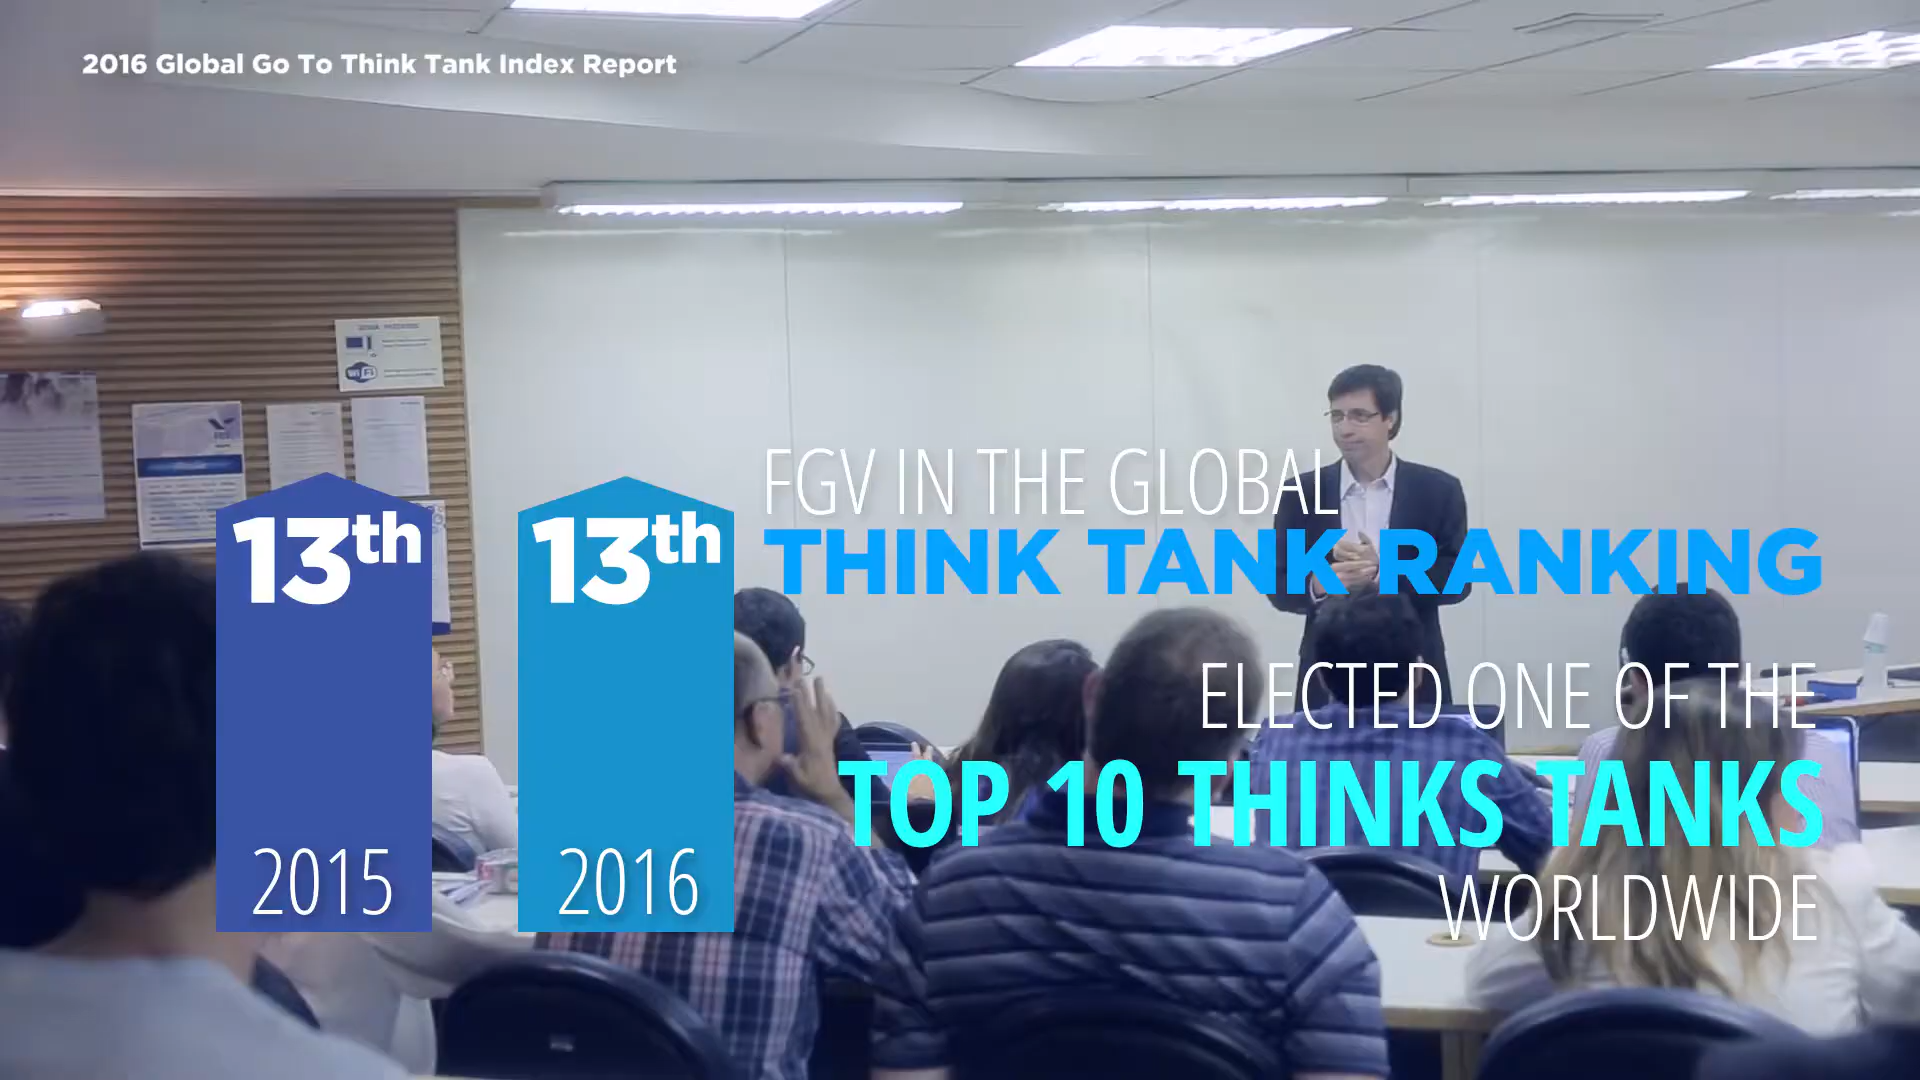 2016 Global Go To Think Tank Index Report
WiFi
13th
2015
13th
2016
FGV IN THE GLOBAL
THINK TANK RANKING
ELECTED ONE OF THE
TOP 10 THINKS TANKS
WORLDWIDE